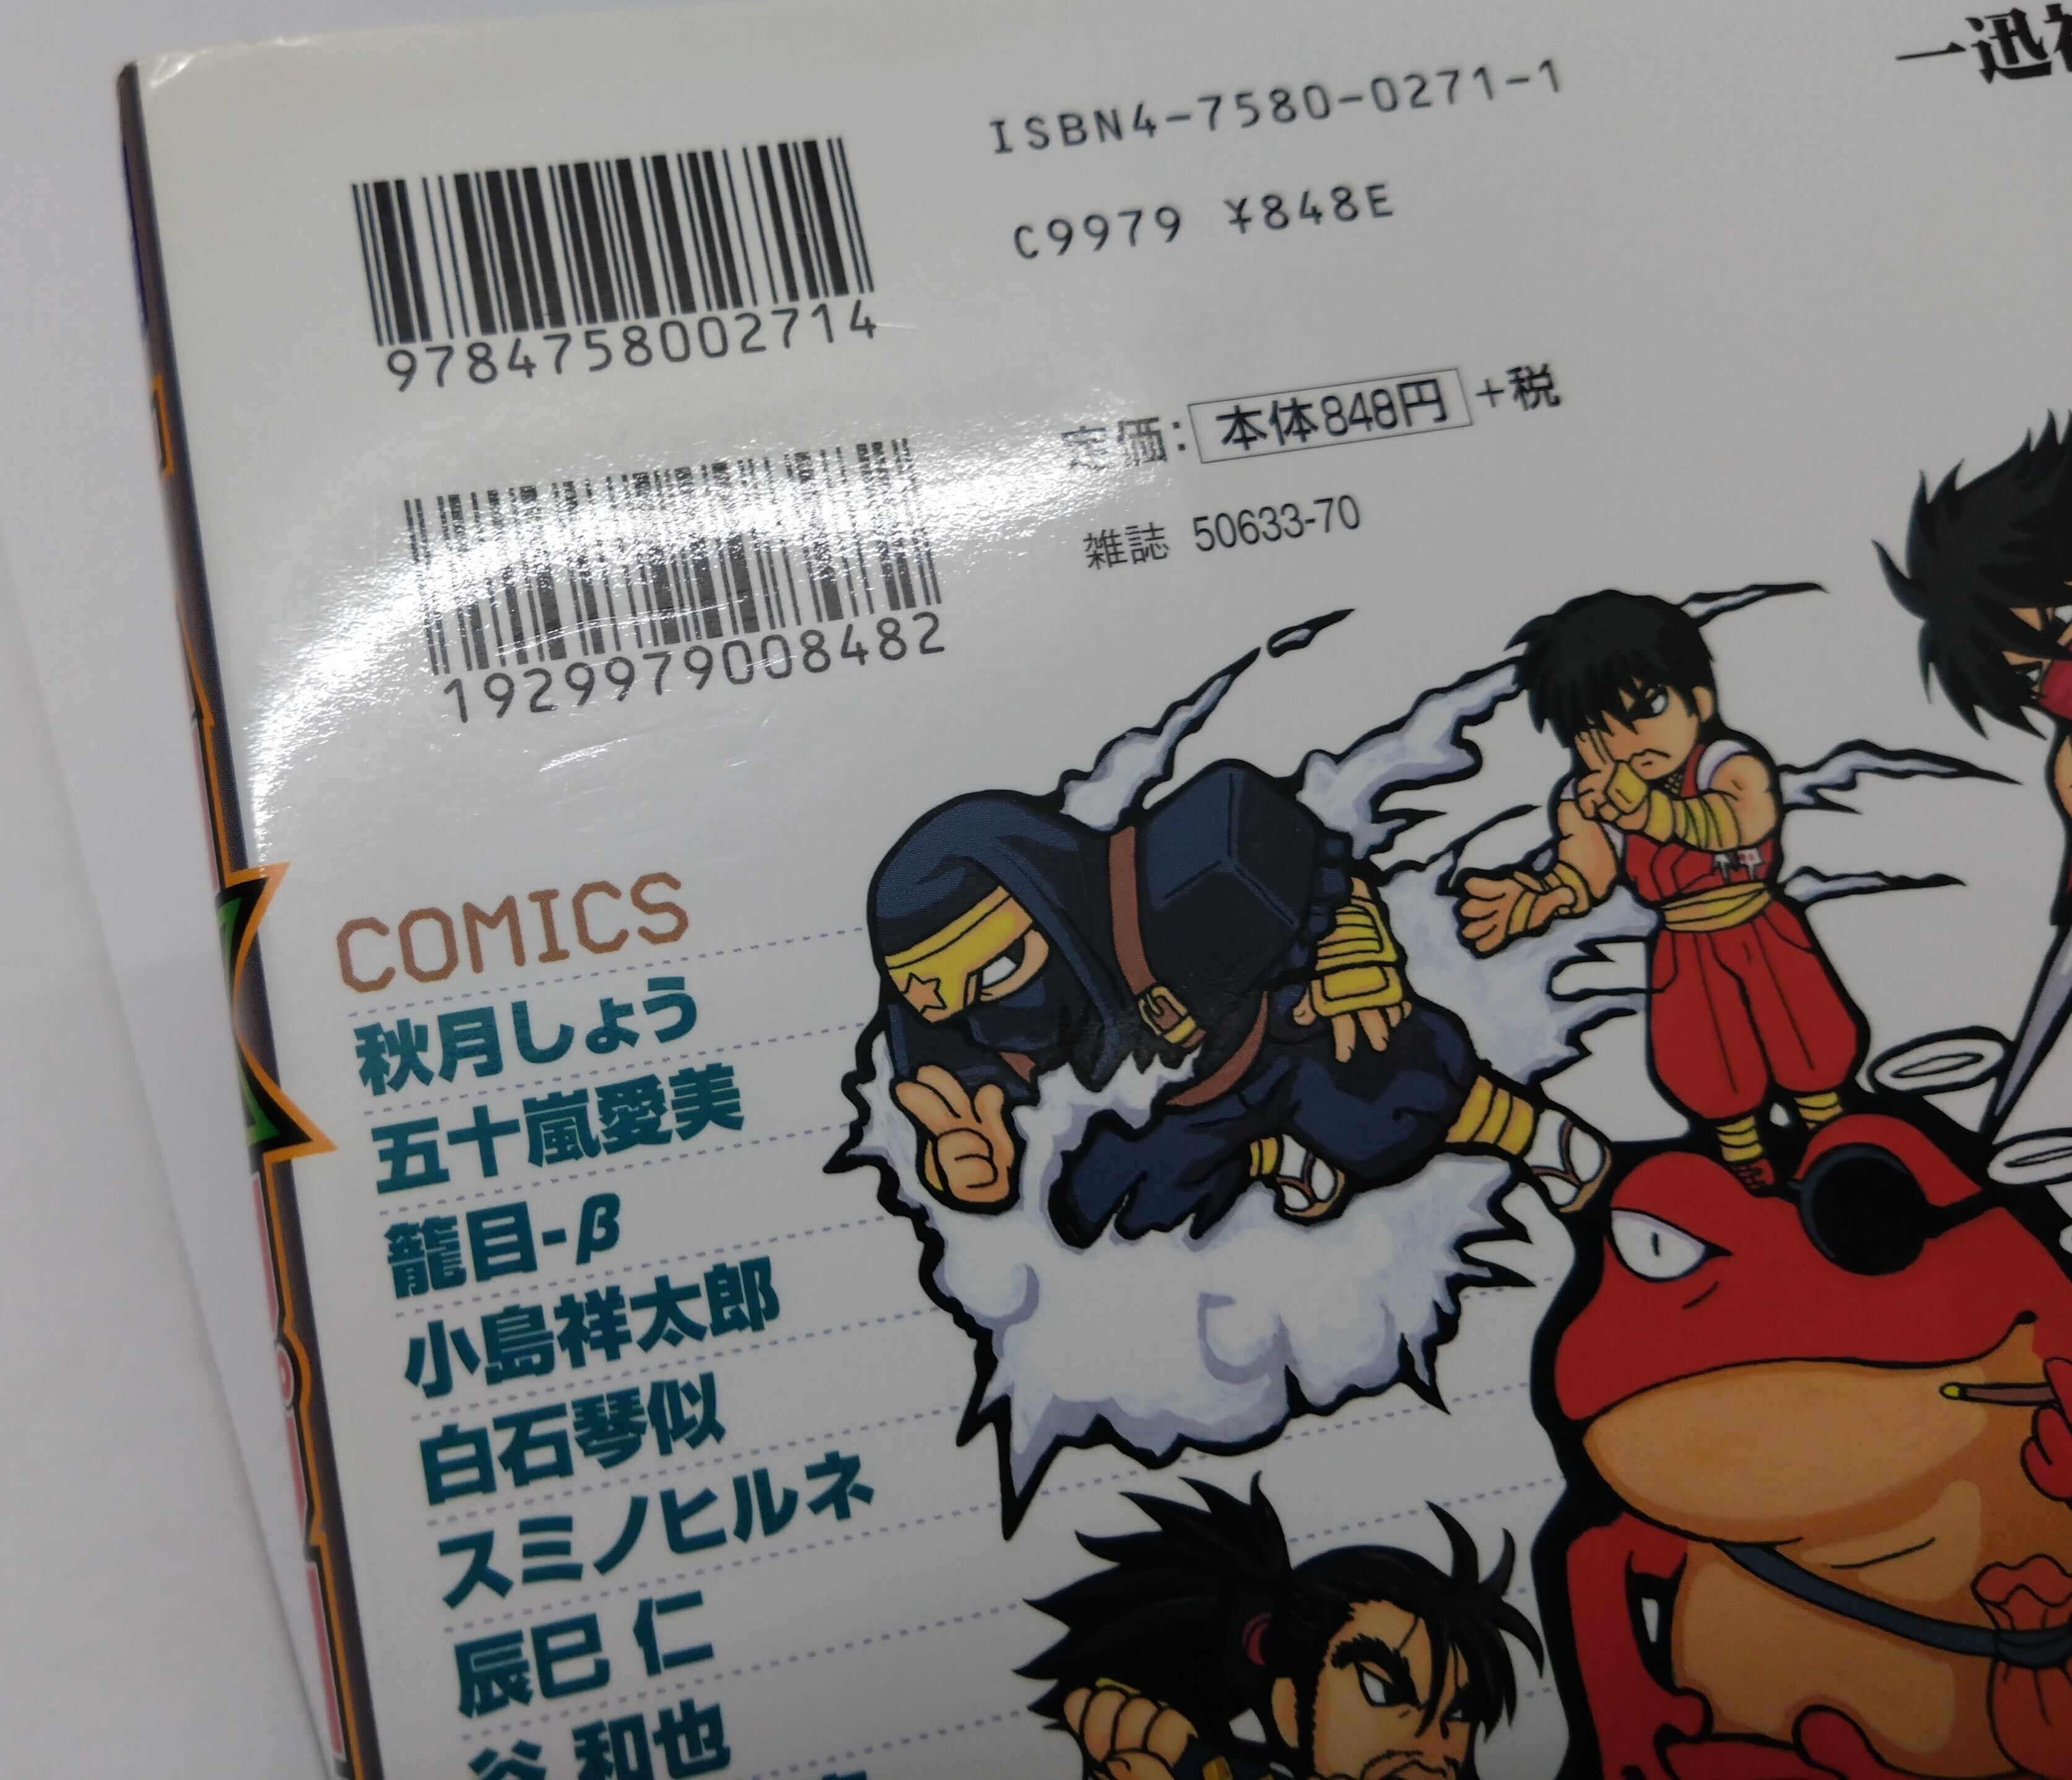 一迅
ISBN4-7580-0271-1
C9979 ¥848E
9784758002714
定価：本体848円＋税
雑誌 50633-70
1929979008482
COMICS
秋月しょう
五十嵐愛美
籠目-β
小島祥太郎
白石琴似
スミノヒルネ
辰巳 仁
谷 和也